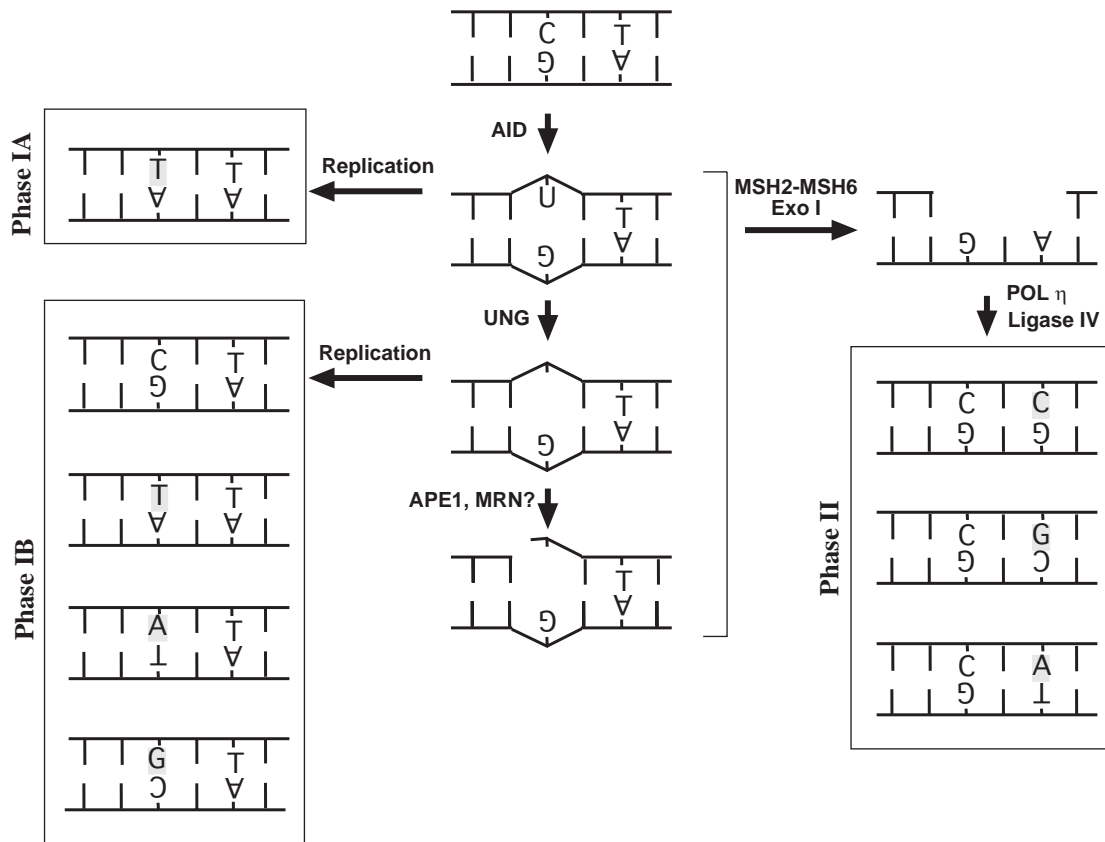 C T
G A
AID
Phase IA
T T
A A
Replication
U T
G A
MSH2-MSH6
Exo I
G A
UNG
POL η
Ligase IV
Phase IB
C T
G A
Replication
T
G A
T T
A A
APE1, MRN?
T
G A
A T
T A
G T
C A
Phase II
C C
G G
C G
G C
C A
G T